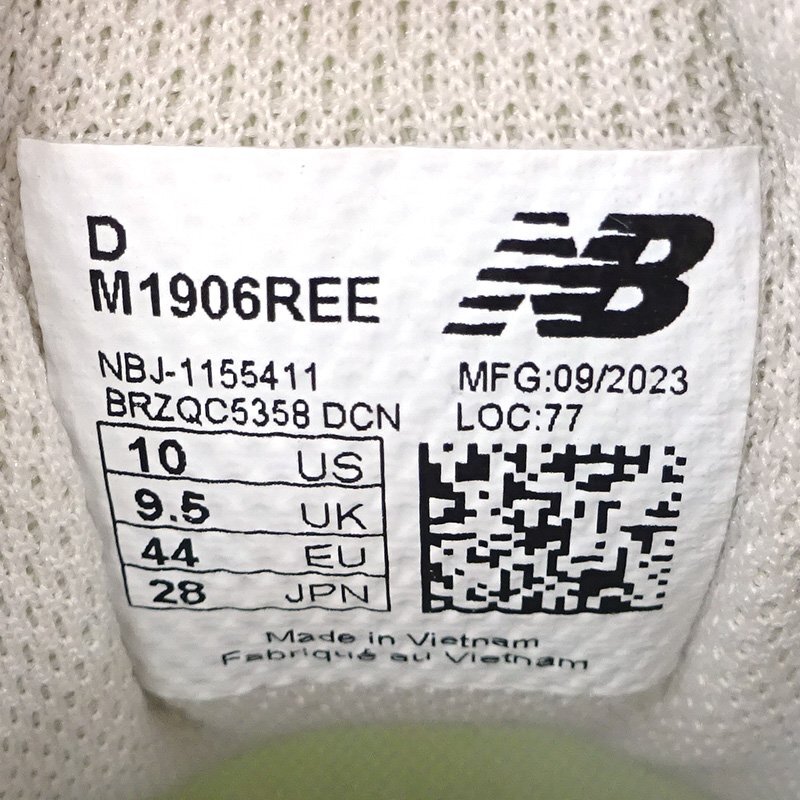 D
M1906REE
NB
NBJ-1155411
BRZQC5358 DCN
MFG:09/2023
LOC:77
10 US
9.5 UK
44 EU
28 JPN
Made in Vietnam
Fabriqué au Vietnam